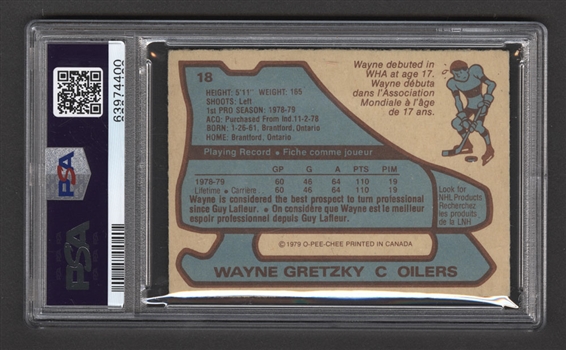 63974400
PSA
PSA
18
HEIGHT: 5'11" WEIGHT: 165
SHOOTS: Left
1st PRO SEASON: 1978-79
ACQ: Purchased From Ind.11-2-78
BORN: 1-26-61, Brantford, Ontario
HOME: Brantford, Ontario
Wayne debuted in
WHA at age 17.
Wayne débuta
dans l'Association
Mondiale à l'âge
de 17 ans.
Playing Record • Fiche comme joueur
GP G A PTS PIM
1978-79 60 46 64 110 19
Lifetime • Carrière 60 46 64 110 19
Wayne is considered the best prospect to turn professional
since Guy Lafleur. • On considère que Wayne est le meilleur
espoir professionel depuis Guy Lafleur.
Look for
NHL Products
Recherchez
les produits
de la LNH
© 1979 O-PEE-CHEE PRINTED IN CANADA
WAYNE GRETZKY C OILERS